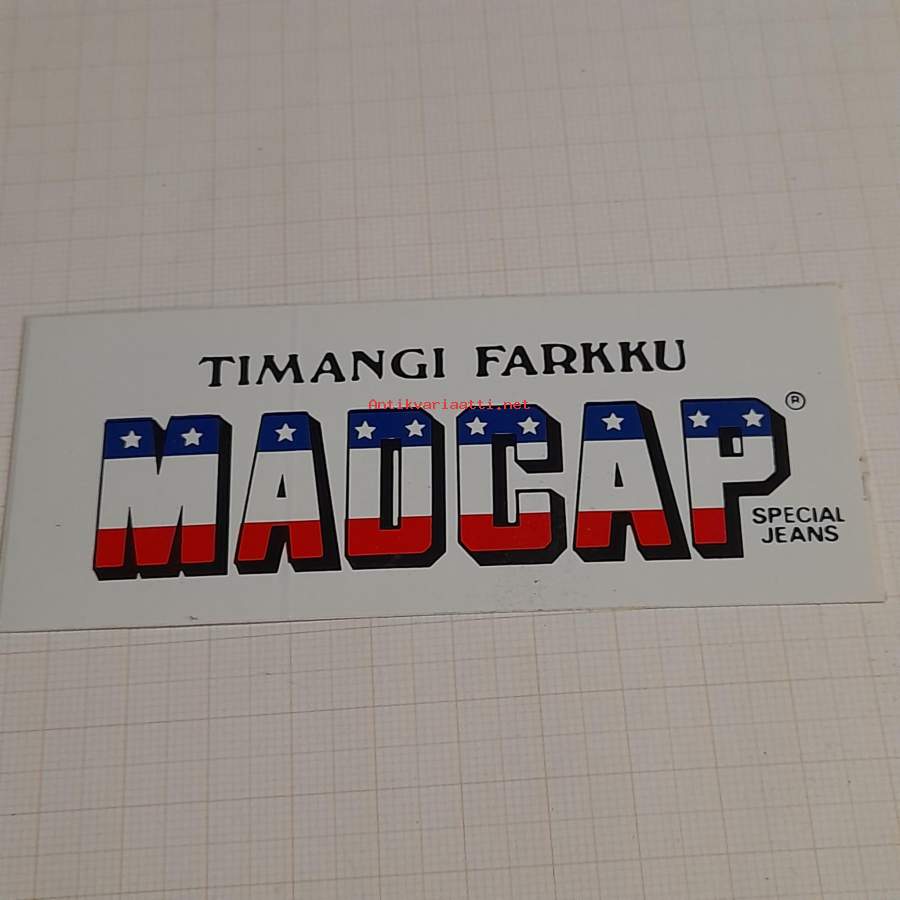 TIMANGI FARKKU
Antikvariaatti.net
MADCAP ®
SPECIAL
JEANS